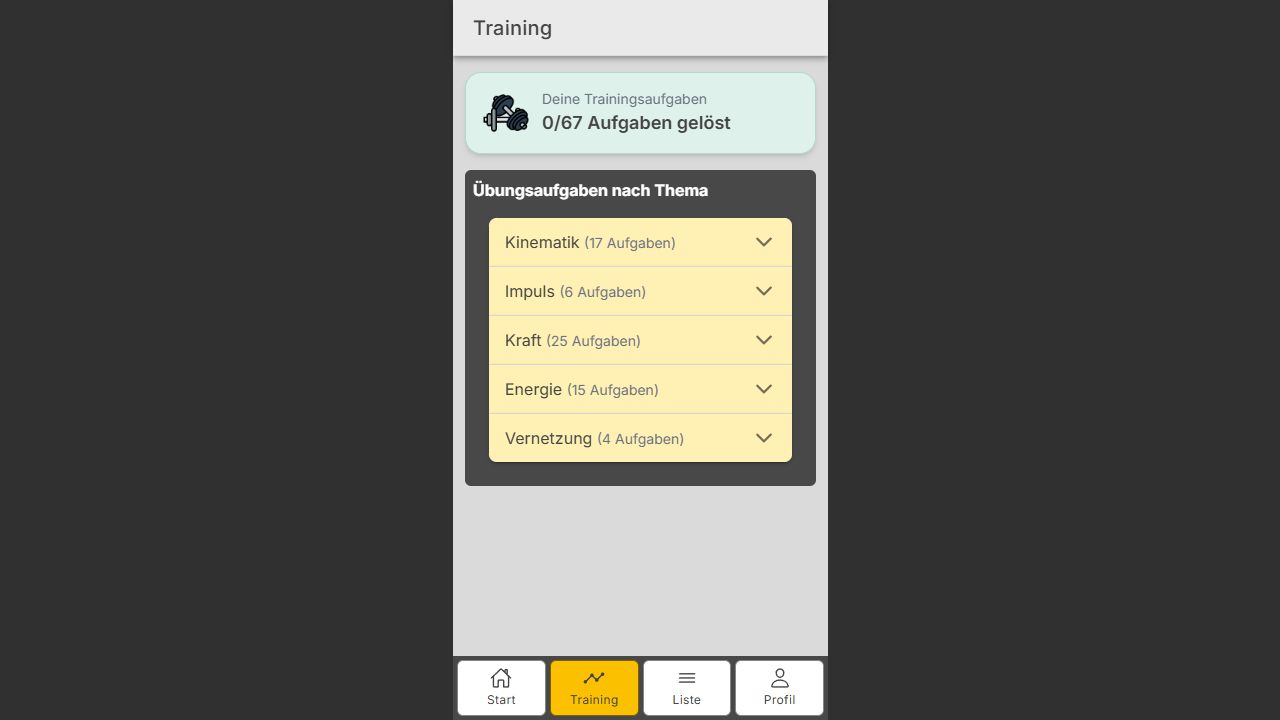 Training
Deine Trainingsaufgaben
0/67 Aufgaben gelöst
Übungsaufgaben nach Thema
Kinematik (17 Aufgaben)
Impuls (6 Aufgaben)
Kraft (25 Aufgaben)
Energie (15 Aufgaben)
Vernetzung (4 Aufgaben)
Start Training Liste Profil